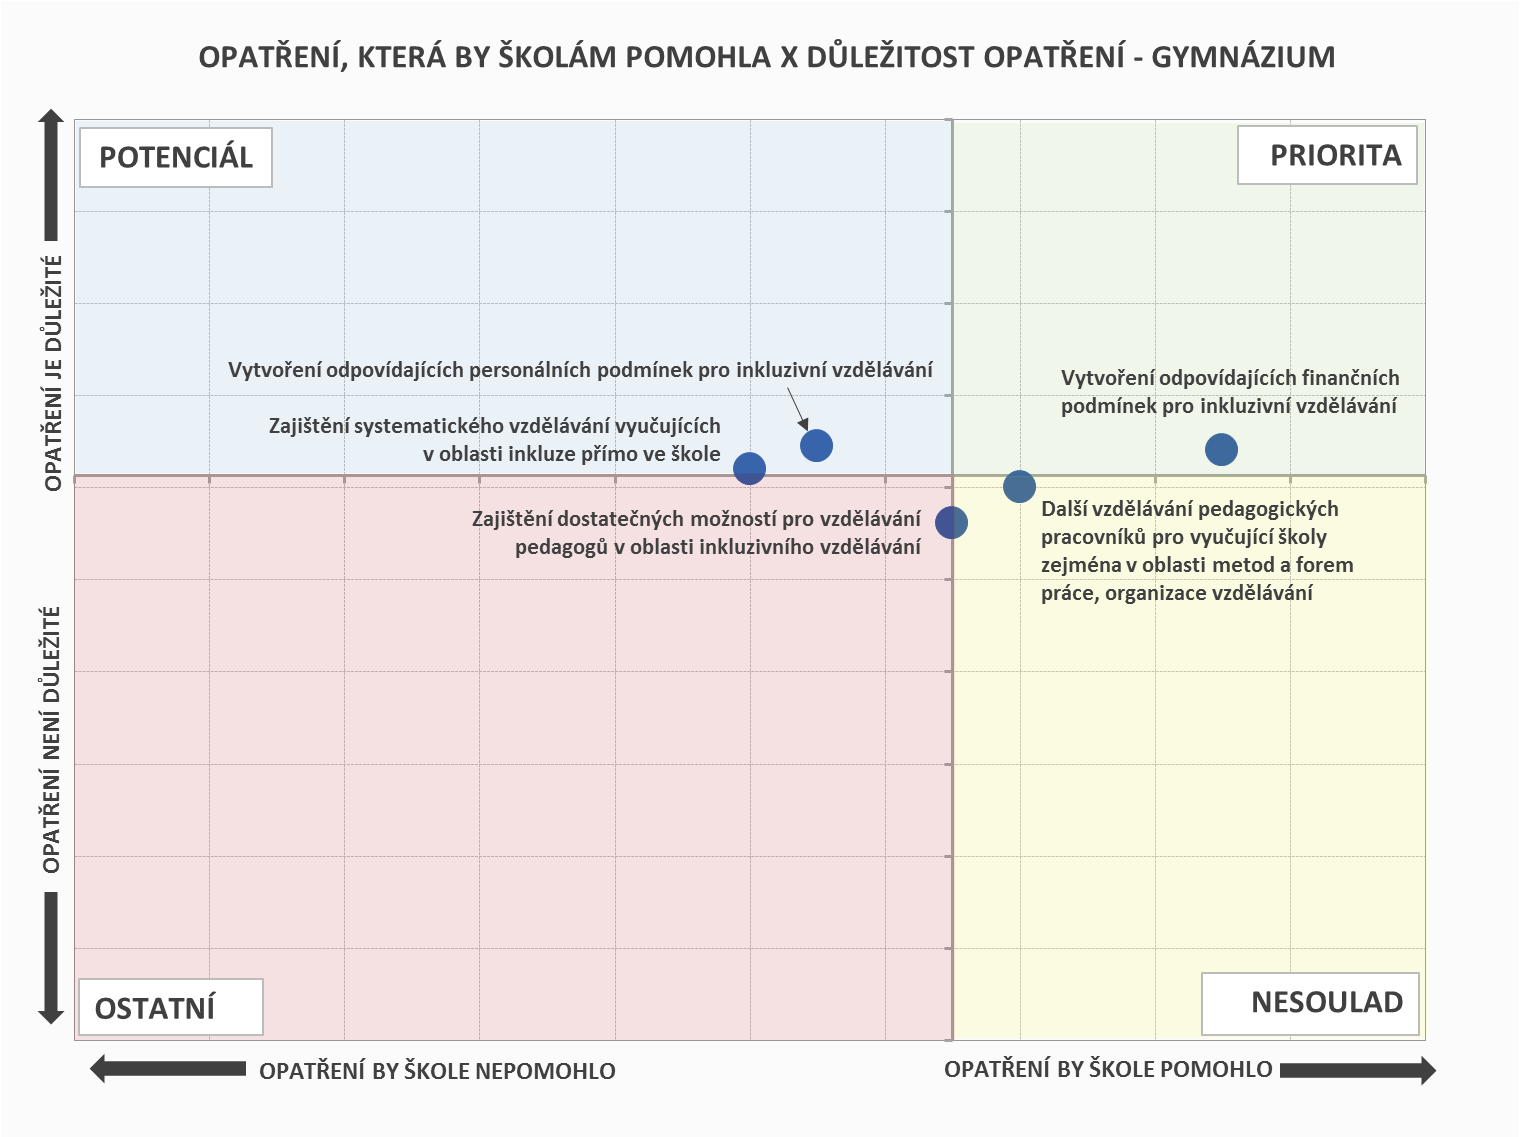 OPATŘENÍ, KTERÁ BY ŠKOLÁM POMOHLA X DŮLEŽITOST OPATŘENÍ - GYMNÁZIUM
POTENCIÁL
PRIORITA
OPATŘENÍ JE DŮLEŽITÉ
Vytvoření odpovídajících personálních podmínek pro inkluzivní vzdělávání
Vytvoření odpovídajících finančních
podmínek pro inkluzivní vzdělávání
Zajištění systematického vzdělávání vyučujících
v oblasti inkluze přímo ve škole
Zajištění dostatečných možností pro vzdělávání
pedagogů v oblasti inkluzivního vzdělávání
Další vzdělávání pedagogických
pracovníků pro vyučující školy
zejména v oblasti metod a forem
práce, organizace vzdělávání
OPATŘENÍ NENÍ DŮLEŽITÉ
OSTATNÍ
NESOULAD
OPATŘENÍ BY ŠKOLE NEPOMOHLO
OPATŘENÍ BY ŠKOLE POMOHLO